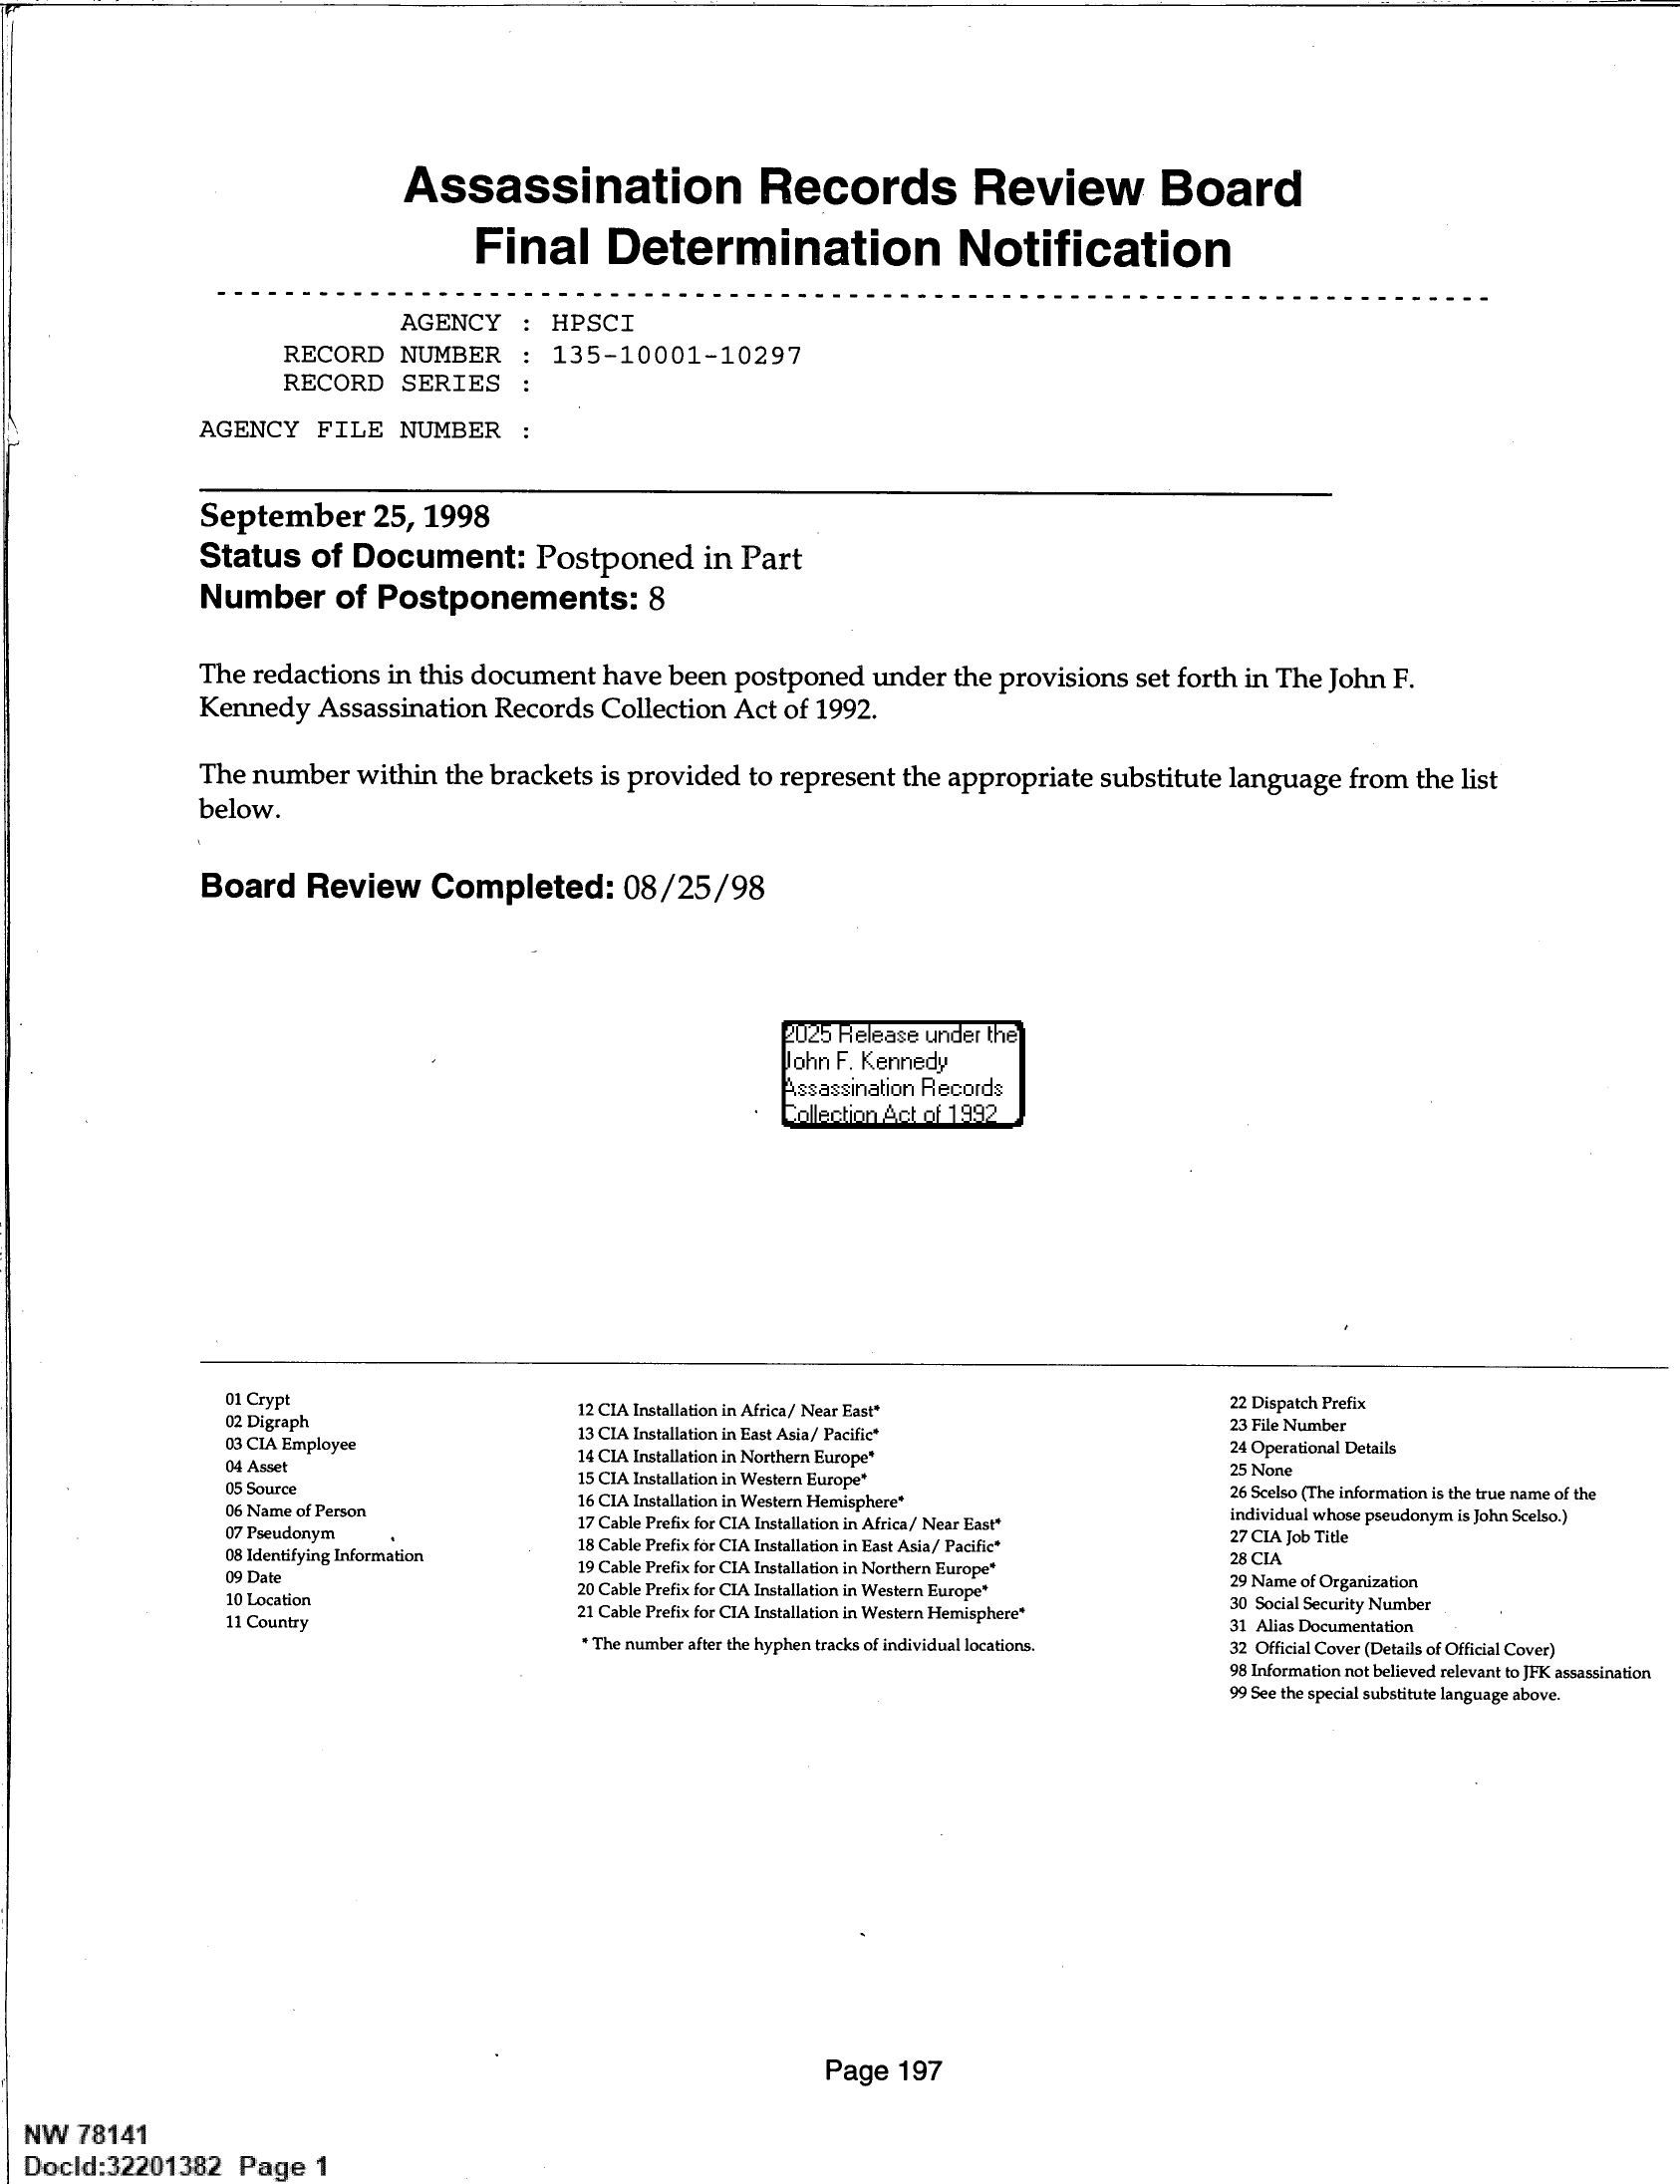 Assassination Records Review Board
Final Determination Notification
AGENCY : HPSCI
RECORD NUMBER : 135-10001-10297
RECORD SERIES :
AGENCY FILE NUMBER :
September 25, 1998
Status of Document: Postponed in Part
Number of Postponements: 8
The redactions in this document have been postponed under the provisions set forth in The John F.
Kennedy Assassination Records Collection Act of 1992.
The number within the brackets is provided to represent the appropriate substitute language from the list
below.
Board Review Completed: 08/25/98
2025 Release under the
John F. Kennedy
Assassination Records
Collection Act of 1992
01 Crypt
02 Digraph
03 CIA Employee
04 Asset
05 Source
06 Name of Person
07 Pseudonym
08 Identifying Information
09 Date
10 Location
11 Country
12 CIA Installation in Africa/ Near East*
13 CIA Installation in East Asia/ Pacific*
14 CIA Installation in Northern Europe*
15 CIA Installation in Western Europe*
16 CIA Installation in Western Hemisphere*
17 Cable Prefix for CIA Installation in Africa/ Near East*
18 Cable Prefix for CIA Installation in East Asia/ Pacific*
19 Cable Prefix for CIA Installation in Northern Europe*
20 Cable Prefix for CIA Installation in Western Europe*
21 Cable Prefix for CIA Installation in Western Hemisphere*
* The number after the hyphen tracks of individual locations.
22 Dispatch Prefix
23 File Number
24 Operational Details
25 None
26 Scelso (The information is the true name of the
individual whose pseudonym is John Scelso.)
27 CIA Job Title
28 CIA
29 Name of Organization
30 Social Security Number
31 Alias Documentation
32 Official Cover (Details of Official Cover)
98 Information not believed relevant to JFK assassination
99 See the special substitute language above.
Page 197
NW 78141
DocId:32201382 Page 1